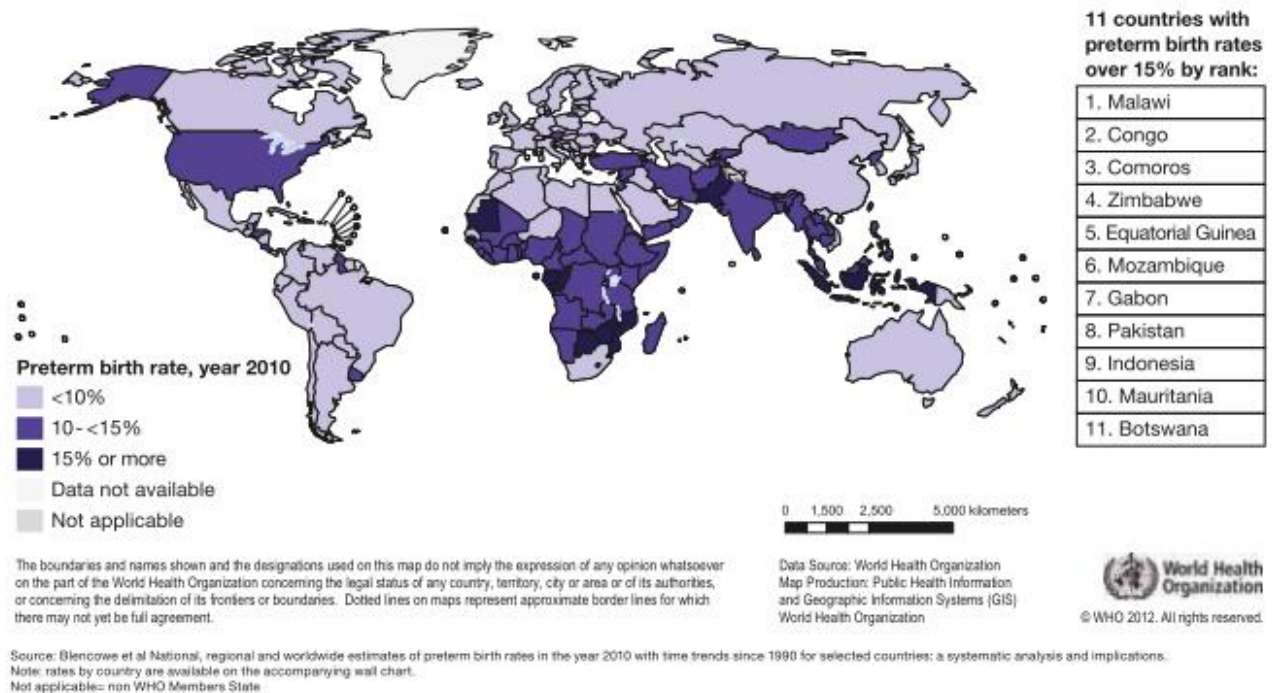 11 countries with
preterm birth rates
over 15% by rank:
1. Malawi
2. Congo
3. Comoros
4. Zimbabwe
5. Equatorial Guinea
6. Mozambique
7. Gabon
8. Pakistan
9. Indonesia
10. Mauritania
11. Botswana
Preterm birth rate, year 2010
<10%
10-<15%
15% or more
Data not available
Not applicable
0 1,500 2,500 5,000 kilometers
The boundaries and names shown and the designations used on this map do not imply the expression of any opinion whatsoever
on the part of the World Health Organization concerning the legal status of any country, territory, city or area or of its authorities,
or concerning the delimitation of its frontiers or boundaries. Dotted lines on maps represent approximate border lines for which
there may not yet be full agreement.
Data Source: World Health Organization
Map Production: Public Health Information
and Geographic Information Systems (GIS)
World Health Organization
World Health
Organization
© WHO 2012. All rights reserved.
Source: Blencowe et al National, regional and worldwide estimates of preterm birth rates in the year 2010 with time trends since 1990 for selected countries: a systematic analysis and implications.
Note: rates by country are available on the accompanying wall chart.
Not applicable= non WHO Members State